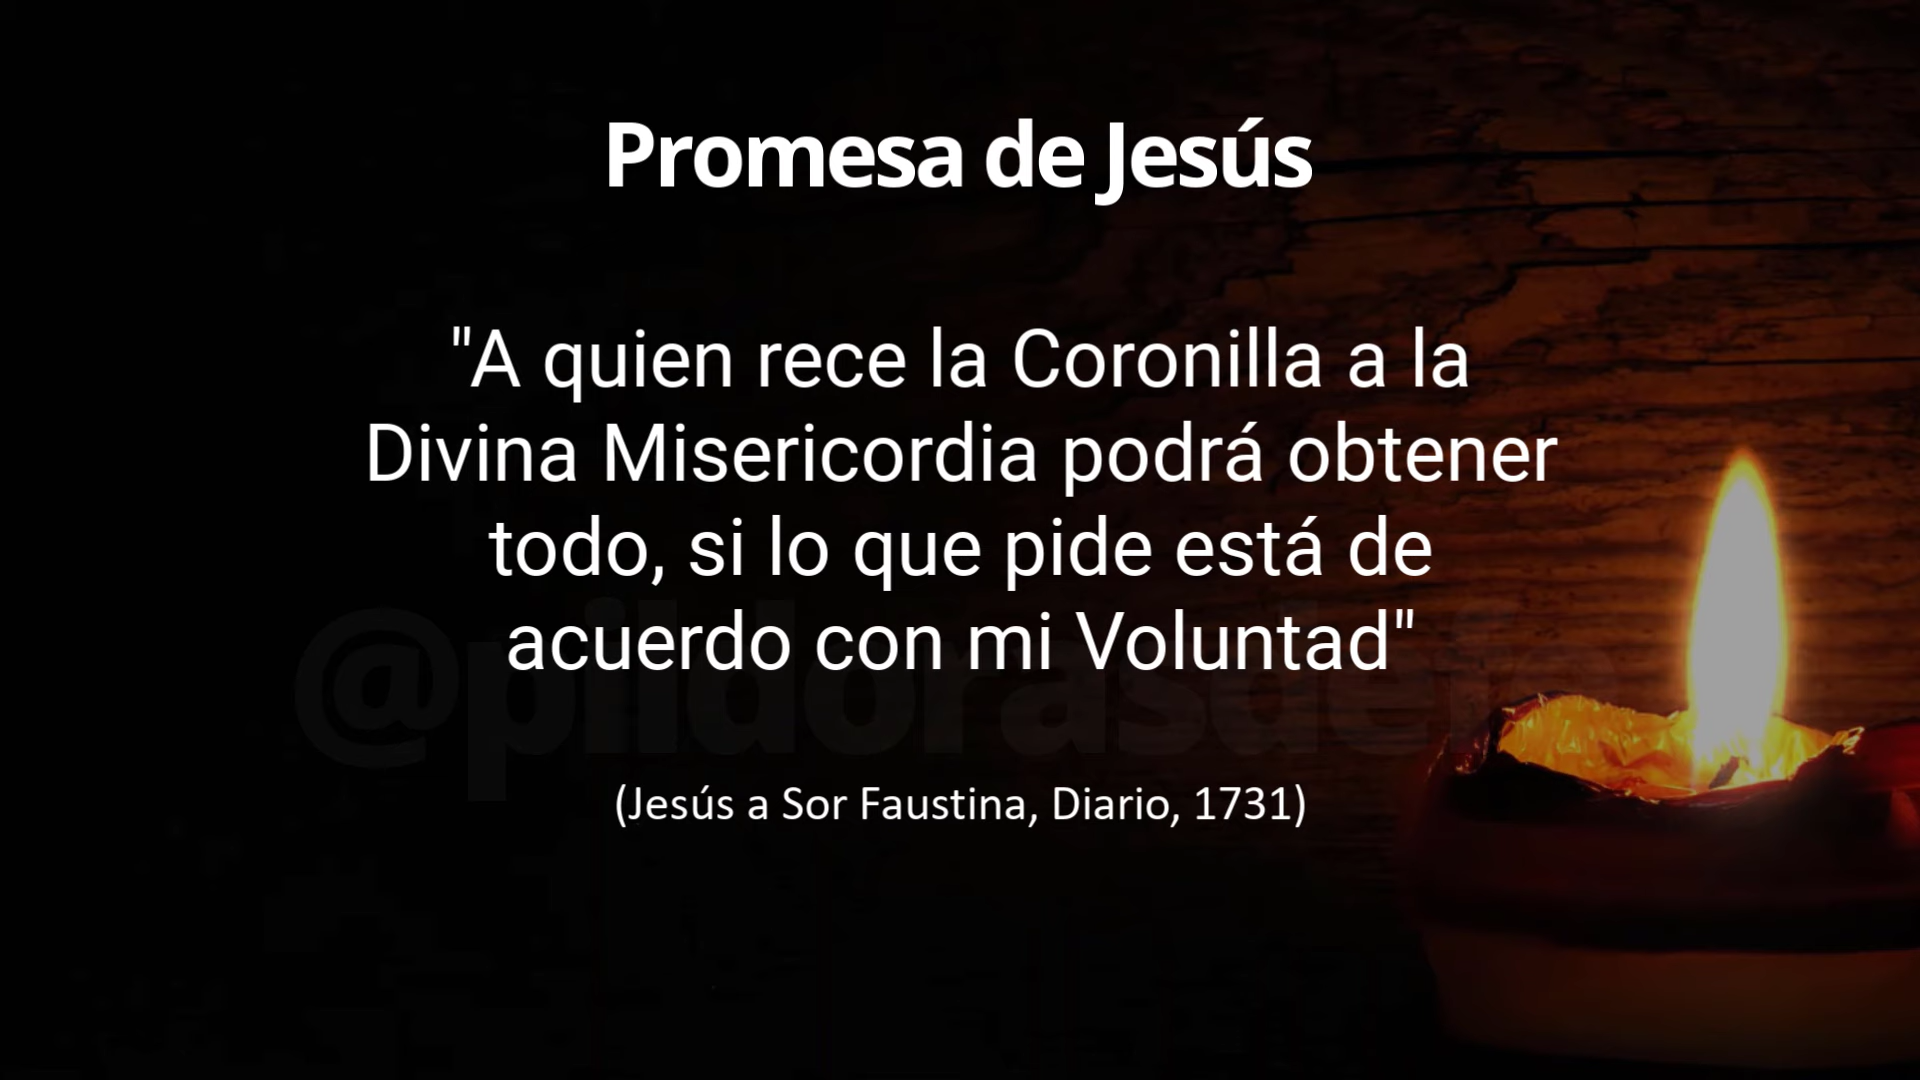 Promesa de Jesús
"A quien rece la Coronilla a la
Divina Misericordia podrá obtener
todo, si lo que pide está de
acuerdo con mi Voluntad"
@pildorasdefe
(Jesús a Sor Faustina, Diario, 1731)